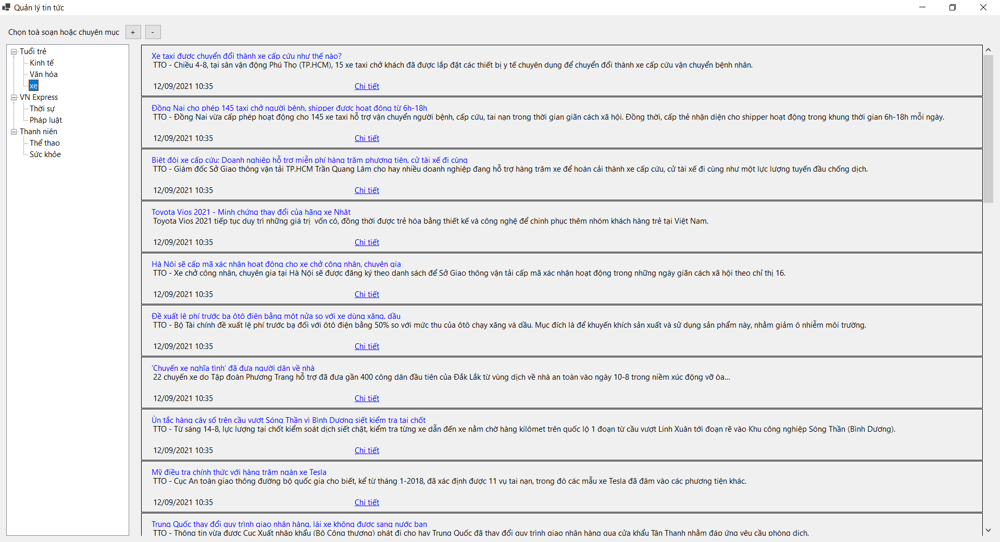 Quản lý tin tức
Chọn toà soạn hoặc chuyên mục + -
Tuổi trẻ
Kinh tế
Văn hóa
xe
VN Express
Thời sự
Pháp luật
Thanh niên
Thể thao
Sức khỏe
Xe taxi được chuyển đổi thành xe cấp cứu như thế nào?
TTO - Chiều 4-8, tại sân vận động Phú Thọ (TP.HCM), 15 xe taxi chở khách đã được lắp đặt các thiết bị y tế chuyên dụng để chuyển đổi thành xe cấp cứu vận chuyển bệnh nhân.
12/09/2021 10:35 Chi tiết
Đồng Nai cho phép 145 taxi chở người bệnh, shipper được hoạt động từ 6h-18h
TTO - Đồng Nai vừa cấp phép hoạt động cho 145 xe taxi hỗ trợ vận chuyển người bệnh, cấp cứu, tai nạn trong thời gian giãn cách xã hội. Đồng thời, cấp thẻ nhận diện cho shipper hoạt động trong khung thời gian 6h-18h mỗi ngày.
12/09/2021 10:35 Chi tiết
Biệt đội xe cấp cứu: Doanh nghiệp hỗ trợ miễn phí hàng trăm phương tiện, cử tài xế đi cùng
TTO - Giám đốc Sở Giao thông vận tải TP.HCM Trần Quang Lâm cho hay nhiều doanh nghiệp đang hỗ trợ hàng trăm xe để hoán cải thành xe cấp cứu, cử tài xế đi cùng như một lực lượng tuyến đầu chống dịch.
12/09/2021 10:35 Chi tiết
Toyota Vios 2021 - Minh chứng thay đổi của hãng xe Nhật
Toyota Vios 2021 tiếp tục duy trì những giá trị  vốn có, đồng thời được trẻ hóa bằng thiết kế và công nghệ để chinh phục thêm nhóm khách hàng trẻ tại Việt Nam.
12/09/2021 10:35 Chi tiết
Hà Nội sẽ cấp mã xác nhận hoạt động cho xe chở công nhân, chuyên gia
TTO - Xe chở công nhân, chuyên gia tại Hà Nội sẽ được đăng ký theo danh sách để Sở Giao thông vận tải cấp mã xác nhận hoạt động trong những ngày giãn cách xã hội theo chỉ thị 16.
12/09/2021 10:35 Chi tiết
Đề xuất lệ phí trước bạ ôtô điện bằng một nửa so với xe dùng xăng, dầu
TTO - Bộ Tài chính đề xuất lệ phí trước bạ đối với ôtô điện bằng 50% so với mức thu của ôtô chạy xăng và dầu. Mục đích là để khuyến khích sản xuất và sử dụng sản phẩm này, nhằm giảm ô nhiễm môi trường.
12/09/2021 10:35 Chi tiết
‘Chuyến xe nghĩa tình’ đã đưa người dân về nhà
22 chuyến xe do Tập đoàn Phương Trang hỗ trợ đã đưa gần 400 công dân đầu tiên của Đắk Lắk từ vùng dịch về nhà an toàn vào ngày 10-8 trong niềm xúc động vỡ òa...
12/09/2021 10:35 Chi tiết
Ùn tắc hàng cây số trên cầu vượt Sóng Thần vì Bình Dương siết kiểm tra tại chốt
TTO - Từ sáng 14-8, lực lượng tại chốt kiểm soát dịch siết chặt, kiểm tra từng xe dẫn đến xe nằm chờ hàng kilômet trên quốc lộ 1 đoạn từ cầu vượt Linh Xuân tới đoạn rẽ vào Khu công nghiệp Sóng Thần (Bình Dương).
12/09/2021 10:35 Chi tiết
Mỹ điều tra chính thức với hàng trăm ngàn xe Tesla
TTO - Cục An toàn giao thông đường bộ quốc gia cho biết, kể từ tháng 1-2018, đã xác định được 11 vụ tai nạn, trong đó các mẫu xe Tesla đã đâm vào các phương tiện khác.
12/09/2021 10:35 Chi tiết
Trung Quốc thay đổi quy trình giao nhận hàng, lái xe không được sang nước bạn
TTO - Thông tin vừa được Cục Xuất nhập khẩu (Bộ Công thương) phát đi cho hay Trung Quốc đã thay đổi quy trình giao nhận hàng qua cửa khẩu Tân Thanh nhằm đáp ứng yêu cầu phòng dịch.